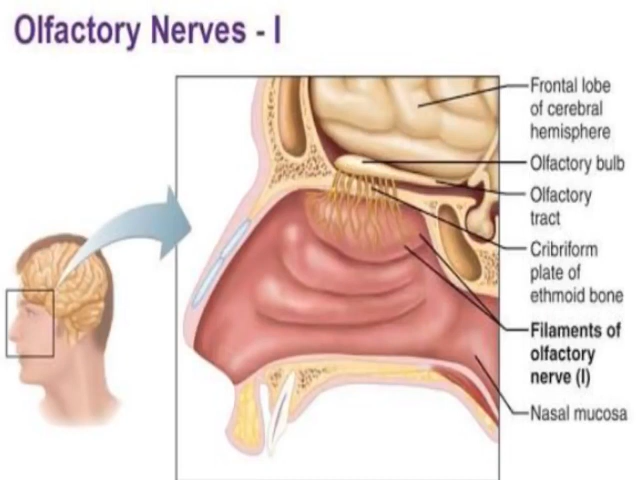 Olfactory Nerves - I
Frontal lobe
of cerebral
hemisphere
Olfactory bulb
Olfactory
tract
Cribriform
plate of
ethmoid bone
Filaments of
olfactory
nerve (I)
Nasal mucosa